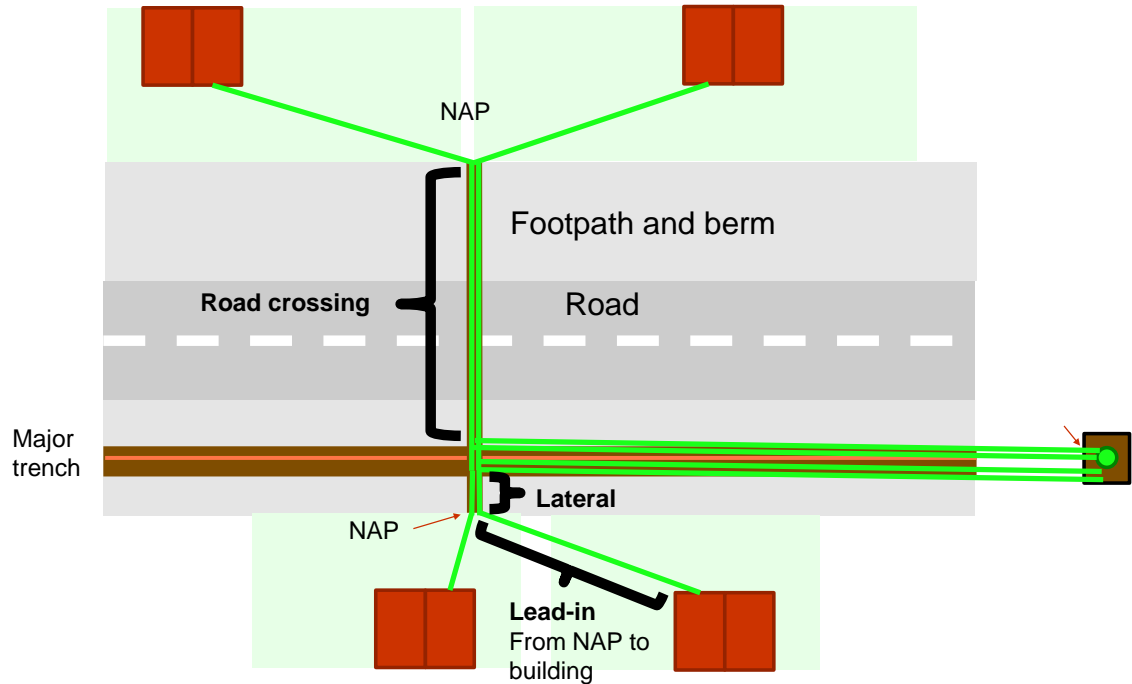 NAP
Footpath and berm
Road crossing
Road
Major
trench
Lateral
NAP
Lead-in
From NAP to
building